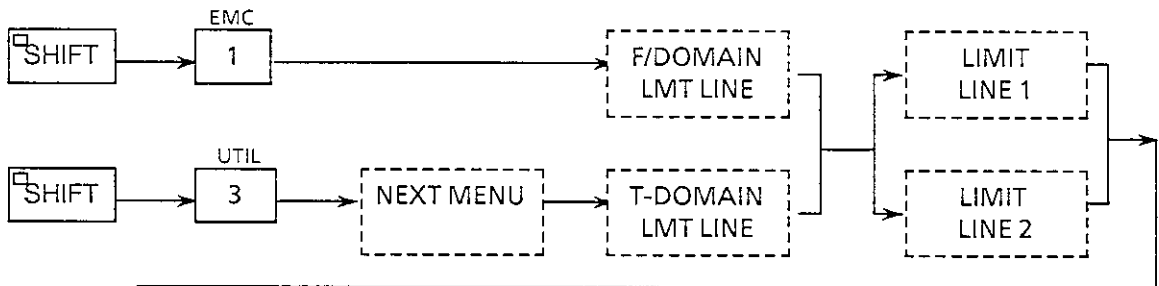 EMC
SHIFT
1
F/DOMAIN
LMT LINE
LIMIT
LINE 1
UTIL
SHIFT
3
NEXT MENU
T-DOMAIN
LMT LINE
LIMIT
LINE 2